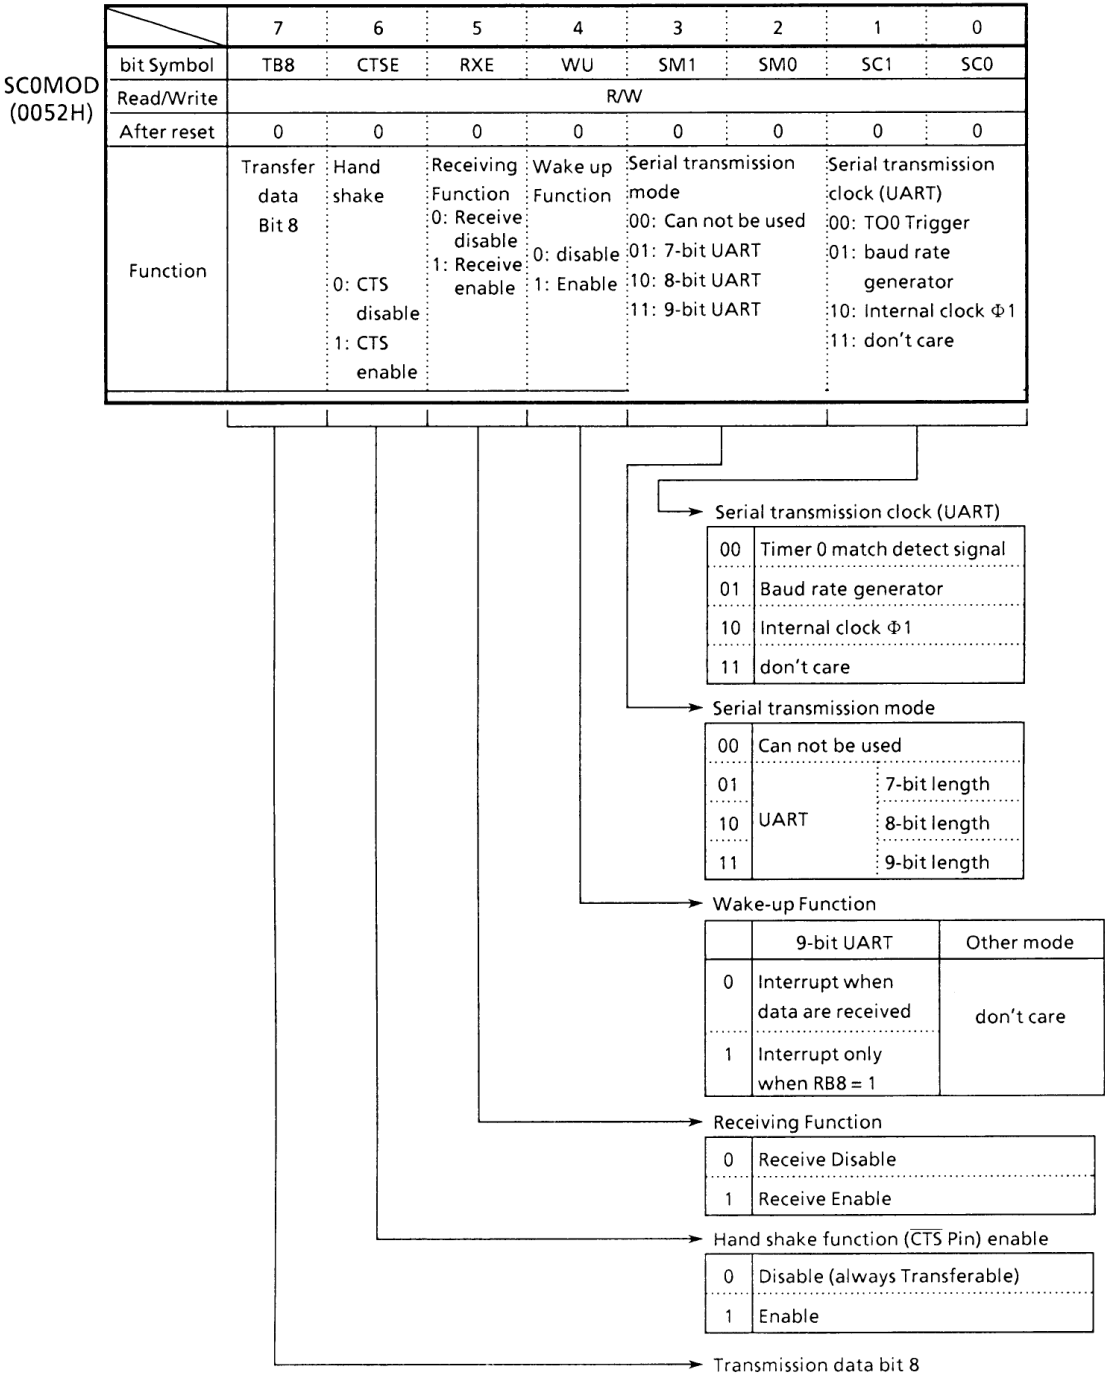 7 6 5 4 3 2 1 0
bit Symbol TB8 CTSE RXE WU SM1 SM0 SC1 SC0
SC0MOD
(0052H)
Read/Write R/W
After reset 0 0 0 0 0 0 0 0
Function
Transfer
data
Bit 8
Hand
shake
0: CTS
disable
1: CTS
enable
Receiving
Function
0: Receive
disable
1: Receive
enable
Wake up
Function
0: disable
1: Enable
Serial transmission
mode
00: Can not be used
01: 7-bit UART
10: 8-bit UART
11: 9-bit UART
Serial transmission
clock (UART)
00: TO0 Trigger
01: baud rate
generator
10: Internal clock Φ1
11: don't care
Serial transmission clock (UART)
00 Timer 0 match detect signal
01 Baud rate generator
10 Internal clock Φ1
11 don't care
Serial transmission mode
00 Can not be used
01 7-bit length
10 UART 8-bit length
11 9-bit length
Wake-up Function
9-bit UART Other mode
0 Interrupt when
data are received
don't care
1 Interrupt only
when RB8 = 1
Receiving Function
0 Receive Disable
1 Receive Enable
Hand shake function (C̅T̅S̅ Pin) enable
0 Disable (always Transferable)
1 Enable
Transmission data bit 8